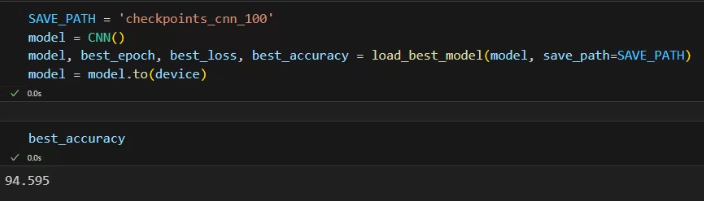 SAVE_PATH = 'checkpoints_cnn_100'
model = CNN()
model, best_epoch, best_loss, best_accuracy = load_best_model(model, save_path=SAVE_PATH)
model = model.to(device)
✓ 0.0s
best_accuracy
✓ 0.0s
94.595